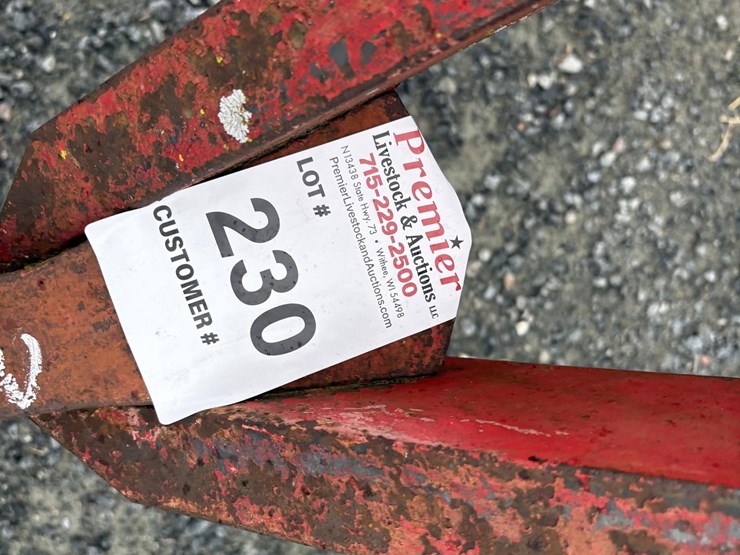 Premier
Livestock & Auctions LLC
715-229-2500
N13438 State Hwy. 73 • Withee, WI 54498
PremierLivestockandAuctions.com
LOT #
230
CUSTOMER #